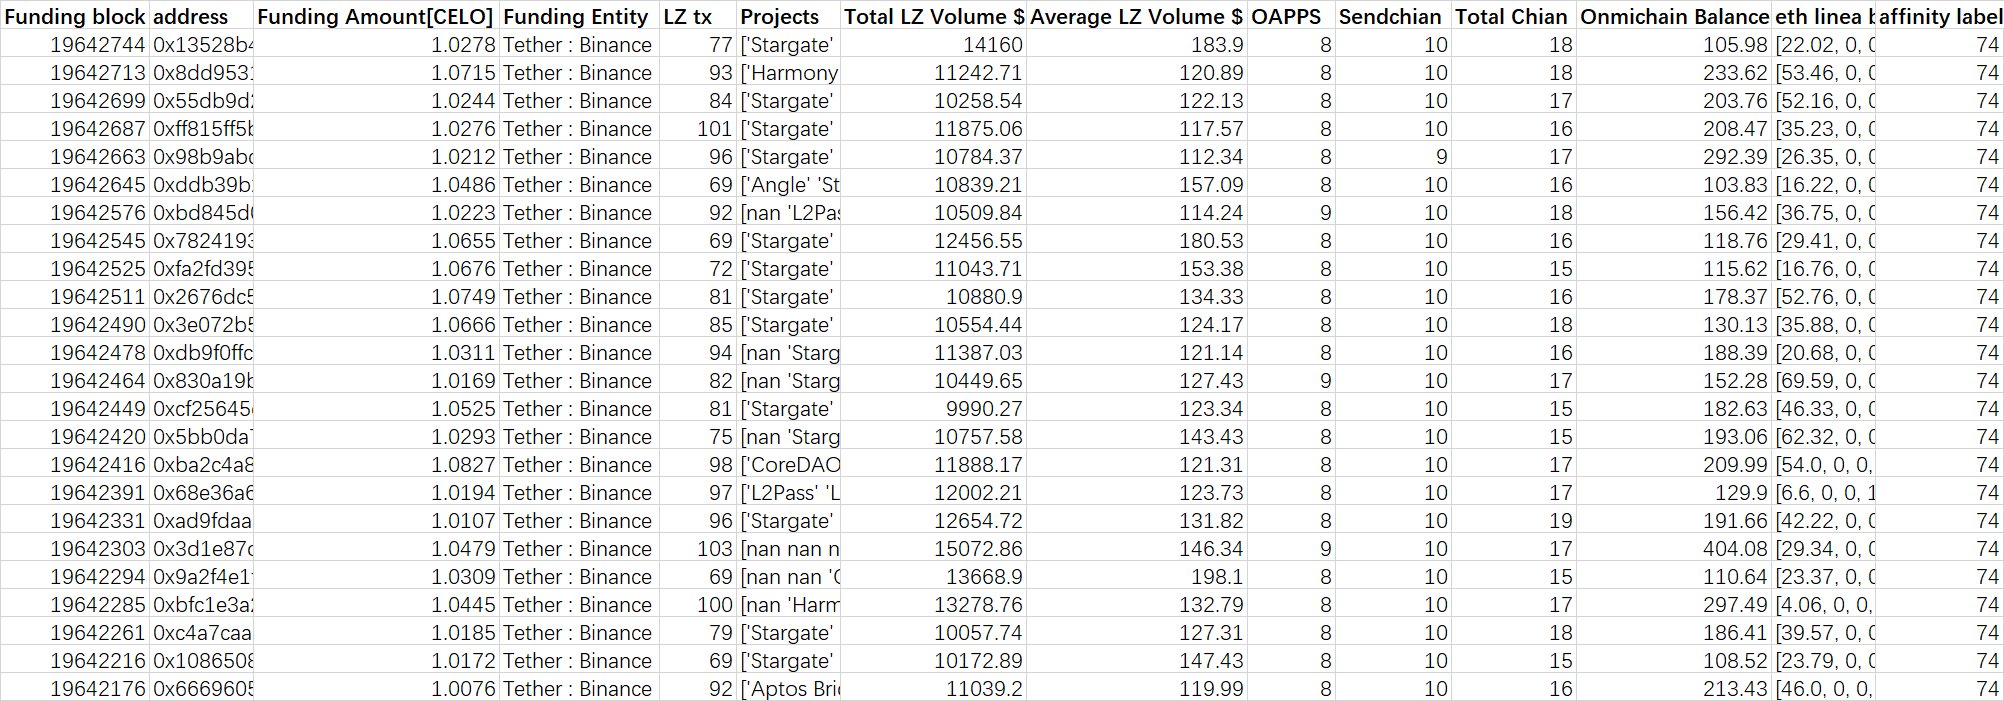 Funding block address Funding Amount[CELO] Funding Entity LZ tx Projects Total LZ Volume $ Average LZ Volume $ OAPPS Sendchian Total Chian Onmichain Balance eth linea b affinity label
19642744 0x13528b4 1.0278 Tether : Binance 77 ['Stargate' 14160 183.9 8 10 18 105.98 [22.02, 0, 0 74
19642713 0x8dd9531 1.0715 Tether : Binance 93 ['Harmony 11242.71 120.89 8 10 18 233.62 [53.46, 0, 0 74
19642699 0x55db9d2 1.0244 Tether : Binance 84 ['Stargate' 10258.54 122.13 8 10 17 203.76 [52.16, 0, 0 74
19642687 0xff815ff5b 1.0276 Tether : Binance 101 ['Stargate' 11875.06 117.57 8 10 16 208.47 [35.23, 0, 0 74
19642663 0x98b9abc 1.0212 Tether : Binance 96 ['Stargate' 10784.37 112.34 8 9 17 292.39 [26.35, 0, 0 74
19642645 0xddb39b2 1.0486 Tether : Binance 69 ['Angle' 'St 10839.21 157.09 8 10 16 103.83 [16.22, 0, 0 74
19642576 0xbd845d0 1.0223 Tether : Binance 92 [nan 'L2Pas 10509.84 114.24 9 10 18 156.42 [36.75, 0, 0 74
19642545 0x7824193 1.0655 Tether : Binance 69 ['Stargate' 12456.55 180.53 8 10 16 118.76 [29.41, 0, 0 74
19642525 0xfa2fd395 1.0676 Tether : Binance 72 ['Stargate' 11043.71 153.38 8 10 15 115.62 [16.76, 0, 0 74
19642511 0x2676dc5 1.0749 Tether : Binance 81 ['Stargate' 10880.9 134.33 8 10 16 178.37 [52.76, 0, 0 74
19642490 0x3e072b5 1.0666 Tether : Binance 85 ['Stargate' 10554.44 124.17 8 10 18 130.13 [35.88, 0, 0 74
19642478 0xdb9f0ffc 1.0311 Tether : Binance 94 [nan 'Starg 11387.03 121.14 8 10 16 188.39 [20.68, 0, 0 74
19642464 0x830a19b 1.0169 Tether : Binance 82 [nan 'Starg 10449.65 127.43 9 10 17 152.28 [69.59, 0, 0 74
19642449 0xcf25645 1.0525 Tether : Binance 81 ['Stargate' 9990.27 123.34 8 10 15 182.63 [46.33, 0, 0 74
19642420 0x5bb0da7 1.0293 Tether : Binance 75 [nan 'Starg 10757.58 143.43 8 10 15 193.06 [62.32, 0, 0 74
19642416 0xba2c4a8 1.0827 Tether : Binance 98 ['CoreDAO 11888.17 121.31 8 10 17 209.99 [54.0, 0, 0, 74
19642391 0x68e36a6 1.0194 Tether : Binance 97 ['L2Pass' 'L 12002.21 123.73 8 10 17 129.9 [6.6, 0, 0, 1 74
19642331 0xad9fdaa 1.0107 Tether : Binance 96 ['Stargate' 12654.72 131.82 8 10 19 191.66 [42.22, 0, 0 74
19642303 0x3d1e87c 1.0479 Tether : Binance 103 [nan nan n 15072.86 146.34 9 10 17 404.08 [29.34, 0, 0 74
19642294 0x9a2f4e1 1.0309 Tether : Binance 69 [nan nan 'C 13668.9 198.1 8 10 15 110.64 [23.37, 0, 0 74
19642285 0xbfc1e3a2 1.0445 Tether : Binance 100 [nan 'Harm 13278.76 132.79 8 10 17 297.49 [4.06, 0, 0, 74
19642261 0xc4a7caa 1.0185 Tether : Binance 79 ['Stargate' 10057.74 127.31 8 10 18 186.41 [39.57, 0, 0 74
19642216 0x1086508 1.0172 Tether : Binance 69 ['Stargate' 10172.89 147.43 8 10 15 108.52 [23.79, 0, 0 74
19642176 0x6669605 1.0076 Tether : Binance 92 ['Aptos Bri 11039.2 119.99 8 10 16 213.43 [46.0, 0, 0, 74